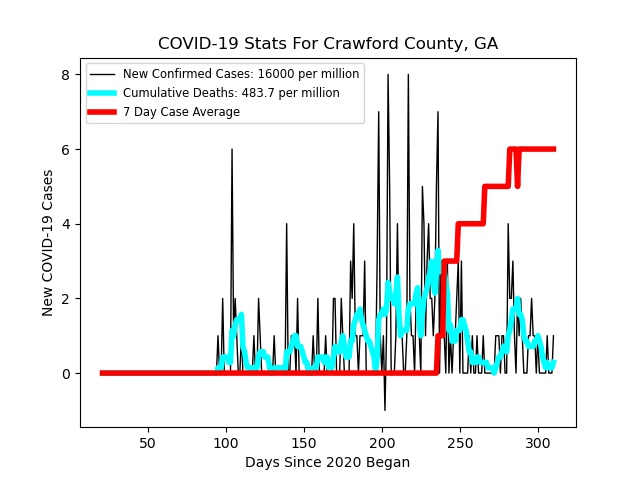 COVID-19 Stats For Crawford County, GA
New Confirmed Cases: 16000 per million
Cumulative Deaths: 483.7 per million
7 Day Case Average
New COVID-19 Cases
8
6
4
2
0
50 100 150 200 250 300
Days Since 2020 Began